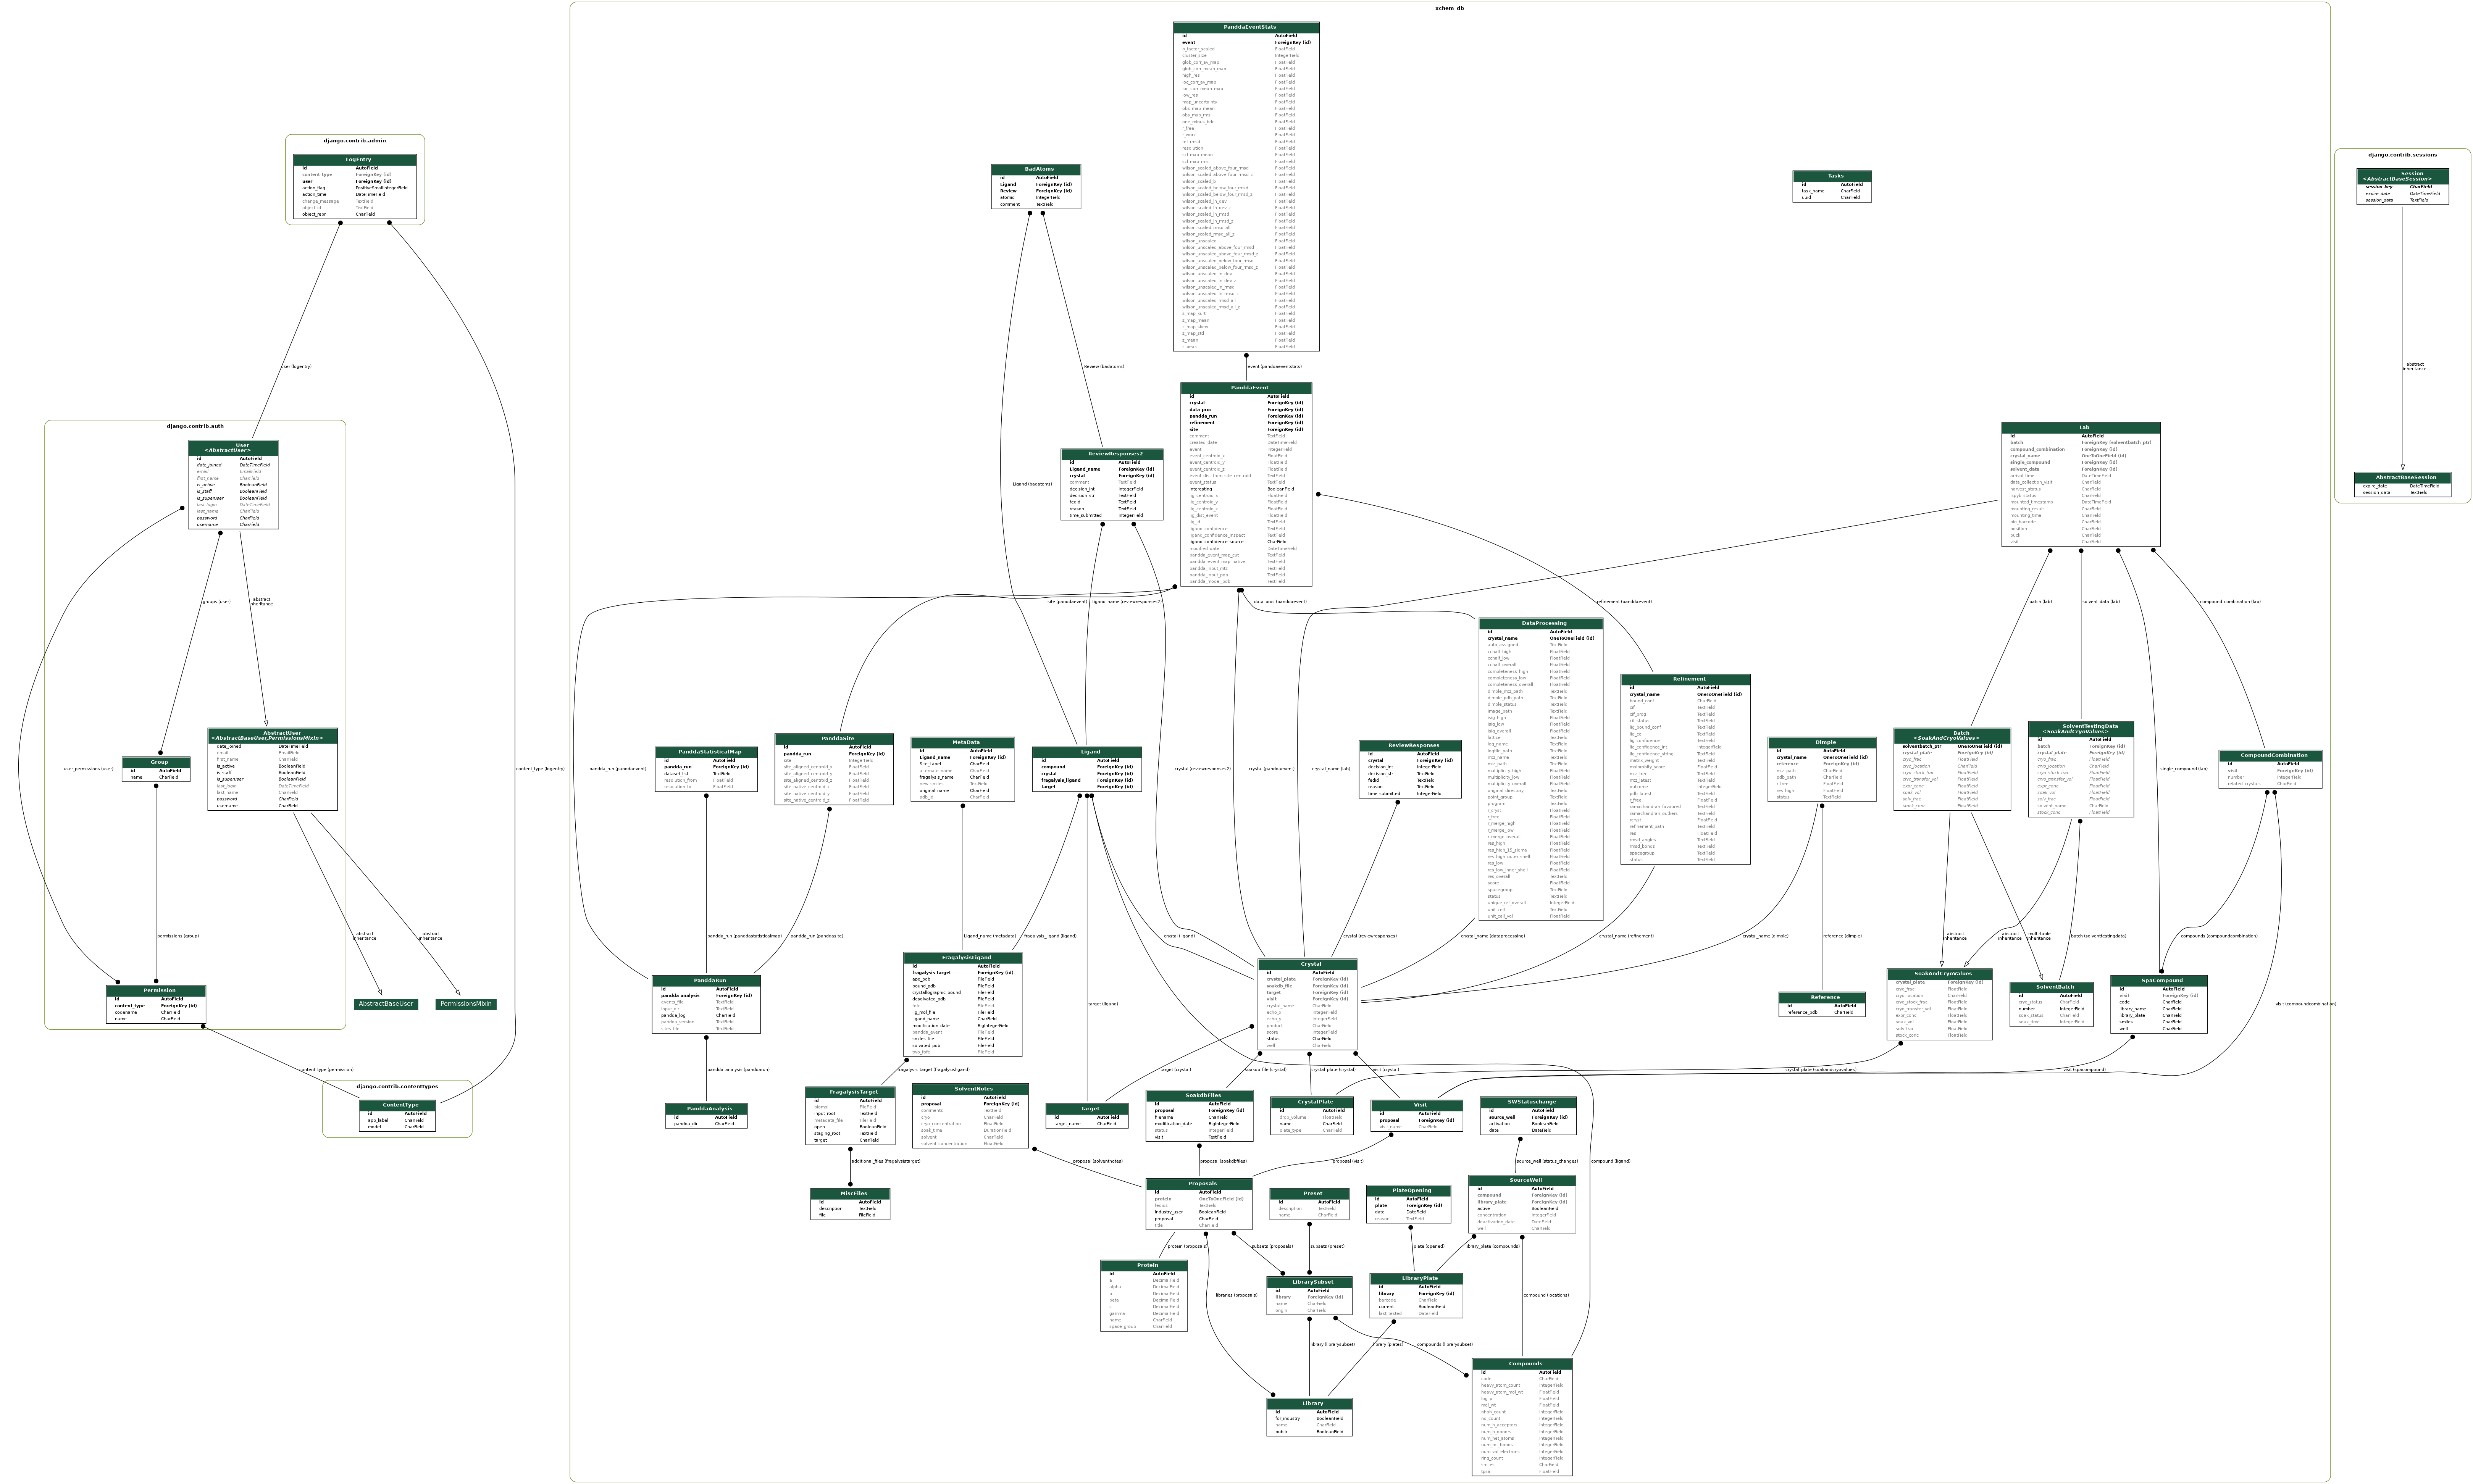 xchem_db
PanddaEventStats
id AutoField
event ForeignKey (id)
b_factor_scaled FloatField
cluster_size IntegerField
glob_corr_av_map FloatField
glob_corr_mean_map FloatField
high_res FloatField
loc_corr_av_map FloatField
loc_corr_mean_map FloatField
low_res FloatField
map_uncertainty FloatField
obs_map_mean FloatField
obs_map_rms FloatField
one_minus_bdc FloatField
r_free FloatField
r_work FloatField
ref_rmsd FloatField
resolution FloatField
scl_map_mean FloatField
scl_map_rms FloatField
wilson_scaled_above_four_rmsd FloatField
wilson_scaled_above_four_rmsd_z FloatField
wilson_scaled_b FloatField
wilson_scaled_below_four_rmsd FloatField
wilson_scaled_below_four_rmsd_z FloatField
wilson_scaled_ln_dev FloatField
wilson_scaled_ln_dev_z FloatField
wilson_scaled_ln_rmsd FloatField
wilson_scaled_ln_rmsd_z FloatField
wilson_scaled_rmsd_all FloatField
wilson_scaled_rmsd_all_z FloatField
wilson_unscaled FloatField
wilson_unscaled_above_four_rmsd FloatField
wilson_unscaled_above_four_rmsd_z FloatField
wilson_unscaled_below_four_rmsd FloatField
wilson_unscaled_below_four_rmsd_z FloatField
wilson_unscaled_ln_dev FloatField
wilson_unscaled_ln_dev_z FloatField
wilson_unscaled_ln_rmsd FloatField
wilson_unscaled_ln_rmsd_z FloatField
wilson_unscaled_rmsd_all FloatField
wilson_unscaled_rmsd_all_z FloatField
z_map_kurt FloatField
z_map_mean FloatField
z_map_skew FloatField
z_map_std FloatField
z_mean FloatField
z_peak FloatField
django.contrib.admin
LogEntry
id AutoField
content_type ForeignKey (id)
user ForeignKey (id)
action_flag PositiveSmallIntegerField
action_time DateTimeField
change_message TextField
object_id TextField
object_repr CharField
BadAtoms
id AutoField
Ligand ForeignKey (id)
Review ForeignKey (id)
atomid IntegerField
comment TextField
Tasks
id AutoField
task_name CharField
uuid CharField
django.contrib.sessions
Session
<AbstractBaseSession>
session_key CharField
expire_date DateTimeField
session_data TextField
user (logentry)
Review (badatoms)
event (panddaeventstats)
abstract
inheritance
django.contrib.auth
User
<AbstractUser>
id AutoField
date_joined DateTimeField
email EmailField
first_name CharField
is_active BooleanField
is_staff BooleanField
is_superuser BooleanField
last_login DateTimeField
last_name CharField
password CharField
username CharField
Ligand (badatoms)
ReviewResponses2
id AutoField
Ligand_name ForeignKey (id)
crystal ForeignKey (id)
comment TextField
decision_int IntegerField
decision_str TextField
fedid TextField
reason TextField
time_submitted IntegerField
PanddaEvent
id AutoField
crystal ForeignKey (id)
data_proc ForeignKey (id)
pandda_run ForeignKey (id)
refinement ForeignKey (id)
site ForeignKey (id)
comment TextField
created_date DateTimeField
event IntegerField
event_centroid_x FloatField
event_centroid_y FloatField
event_centroid_z FloatField
event_dist_from_site_centroid TextField
event_status TextField
interesting BooleanField
lig_centroid_x FloatField
lig_centroid_y FloatField
lig_centroid_z FloatField
lig_dist_event FloatField
lig_id TextField
ligand_confidence TextField
ligand_confidence_inspect TextField
ligand_confidence_source CharField
modified_date DateTimeField
pandda_event_map_cut TextField
pandda_event_map_native TextField
pandda_input_mtz TextField
pandda_input_pdb TextField
pandda_model_pdb TextField
Lab
id AutoField
batch ForeignKey (solventbatch_ptr)
compound_combination ForeignKey (id)
crystal_name OneToOneField (id)
single_compound ForeignKey (id)
solvent_data ForeignKey (id)
arrival_time DateTimeField
data_collection_visit CharField
harvest_status CharField
ispyb_status CharField
mounted_timestamp DateTimeField
mounting_result CharField
mounting_time CharField
pin_barcode CharField
position CharField
puck CharField
visit CharField
AbstractBaseSession
expire_date DateTimeField
session_data TextField
groups (user)
abstract
inheritance
site (panddaevent)
Ligand_name (reviewresponses2)
data_proc (panddaevent)
refinement (panddaevent)
batch (lab)
solvent_data (lab)
compound_combination (lab)
DataProcessing
id AutoField
crystal_name OneToOneField (id)
auto_assigned TextField
cchalf_high FloatField
cchalf_low FloatField
cchalf_overall FloatField
completeness_high FloatField
completeness_low FloatField
completeness_overall FloatField
dimple_mtz_path TextField
dimple_pdb_path TextField
dimple_status TextField
image_path TextField
isig_high FloatField
isig_low FloatField
isig_overall FloatField
lattice TextField
log_name TextField
logfile_path TextField
mtz_name TextField
mtz_path TextField
multiplicity_high FloatField
multiplicity_low FloatField
multiplicity_overall FloatField
original_directory TextField
point_group TextField
program TextField
r_cryst FloatField
r_free FloatField
r_merge_high FloatField
r_merge_low FloatField
r_merge_overall FloatField
res_high FloatField
res_high_15_sigma FloatField
res_high_outer_shell FloatField
res_low FloatField
res_low_inner_shell FloatField
res_overall TextField
score FloatField
spacegroup TextField
status TextField
unique_ref_overall IntegerField
unit_cell TextField
unit_cell_vol FloatField
Refinement
id AutoField
crystal_name OneToOneField (id)
bound_conf CharField
cif TextField
cif_prog TextField
cif_status TextField
lig_bound_conf TextField
lig_cc TextField
lig_confidence TextField
lig_confidence_int IntegerField
lig_confidence_string TextField
matrix_weight TextField
molprobity_score FloatField
mtz_free TextField
mtz_latest TextField
outcome IntegerField
pdb_latest TextField
r_free FloatField
ramachandran_favoured TextField
ramachandran_outliers TextField
rcryst FloatField
refinement_path TextField
res FloatField
rmsd_angles TextField
rmsd_bonds TextField
spacegroup TextField
status TextField
user_permissions (user)
Group
id AutoField
name CharField
AbstractUser
<AbstractBaseUser,PermissionsMixin>
date_joined DateTimeField
email EmailField
first_name CharField
is_active BooleanField
is_staff BooleanField
is_superuser BooleanField
last_login DateTimeField
last_name CharField
password CharField
username CharField
content_type (logentry)
pandda_run (panddaevent)
PanddaStatisticalMap
id AutoField
pandda_run ForeignKey (id)
dataset_list TextField
resolution_from FloatField
resolution_to FloatField
PanddaSite
id AutoField
pandda_run ForeignKey (id)
site IntegerField
site_aligned_centroid_x FloatField
site_aligned_centroid_y FloatField
site_aligned_centroid_z FloatField
site_native_centroid_x FloatField
site_native_centroid_y FloatField
site_native_centroid_z FloatField
MetaData
id AutoField
Ligand_name ForeignKey (id)
Site_Label CharField
alternate_name CharField
fragalysis_name CharField
new_smiles TextField
original_name CharField
pdb_id CharField
Ligand
id AutoField
compound ForeignKey (id)
crystal ForeignKey (id)
fragalysis_ligand ForeignKey (id)
target ForeignKey (id)
crystal (reviewresponses2)
crystal (panddaevent)
crystal_name (lab)
ReviewResponses
id AutoField
crystal ForeignKey (id)
decision_int IntegerField
decision_str TextField
fedid TextField
reason TextField
time_submitted IntegerField
Dimple
id AutoField
crystal_name OneToOneField (id)
reference ForeignKey (id)
mtz_path CharField
pdb_path CharField
r_free FloatField
res_high FloatField
status TextField
Batch
<SoakAndCryoValues>
solventbatch_ptr OneToOneField (id)
crystal_plate ForeignKey (id)
cryo_frac FloatField
cryo_location CharField
cryo_stock_frac FloatField
cryo_transfer_vol FloatField
expr_conc FloatField
soak_vol FloatField
solv_frac FloatField
stock_conc FloatField
SolventTestingData
<SoakAndCryoValues>
id AutoField
batch ForeignKey (id)
crystal_plate ForeignKey (id)
cryo_frac FloatField
cryo_location CharField
cryo_stock_frac FloatField
cryo_transfer_vol FloatField
expr_conc FloatField
soak_vol FloatField
solv_frac FloatField
solvent_name CharField
stock_conc FloatField
single_compound (lab)
CompoundCombination
id AutoField
visit ForeignKey (id)
number IntegerField
related_crystals CharField
permissions (group)
abstract
inheritance
abstract
inheritance
pandda_run (panddastatisticalmap)
pandda_run (panddasite)
Ligand_name (metadata)
fragalysis_ligand (ligand)
crystal (ligand)
crystal (reviewresponses)
crystal_name (dataprocessing)
crystal_name (refinement)
crystal_name (dimple)
reference (dimple)
abstract
inheritance
abstract
inheritance
multi-table
inheritance
batch (solventtestingdata)
compounds (compoundcombination)
Permission
id AutoField
content_type ForeignKey (id)
codename CharField
name CharField
AbstractBaseUser
PermissionsMixin
PanddaRun
id AutoField
pandda_analysis ForeignKey (id)
events_file TextField
input_dir TextField
pandda_log CharField
pandda_version TextField
sites_file TextField
FragalysisLigand
id AutoField
fragalysis_target ForeignKey (id)
apo_pdb FileField
bound_pdb FileField
crystallographic_bound FileField
desolvated_pdb FileField
fofc FileField
lig_mol_file FileField
ligand_name CharField
modification_date BigIntegerField
pandda_event FileField
smiles_file FileField
solvated_pdb FileField
two_fofc FileField
target (ligand)
Crystal
id AutoField
crystal_plate ForeignKey (id)
soakdb_file ForeignKey (id)
target ForeignKey (id)
visit ForeignKey (id)
crystal_name CharField
echo_x IntegerField
echo_y IntegerField
product CharField
score IntegerField
status CharField
well CharField
Reference
id AutoField
reference_pdb CharField
SoakAndCryoValues
crystal_plate ForeignKey (id)
cryo_frac FloatField
cryo_location CharField
cryo_stock_frac FloatField
cryo_transfer_vol FloatField
expr_conc FloatField
soak_vol FloatField
solv_frac FloatField
stock_conc FloatField
SolventBatch
id AutoField
cryo_status CharField
number IntegerField
soak_status CharField
soak_time IntegerField
SpaCompound
id AutoField
visit ForeignKey (id)
code CharField
library_name CharField
library_plate CharField
smiles CharField
well CharField
visit (compoundcombination)
content_type (permission)
pandda_analysis (panddarun)
fragalysis_target (fragalysisligand)
target (crystal)
soakdb_file (crystal)
crystal_plate (crystal)
visit (crystal)
crystal_plate (soakandcryovalues)
visit (spacompound)
django.contrib.contenttypes
ContentType
id AutoField
app_label CharField
model CharField
PanddaAnalysis
id AutoField
pandda_dir CharField
FragalysisTarget
id AutoField
biomol FileField
input_root TextField
metadata_file FileField
open BooleanField
staging_root TextField
target CharField
SolventNotes
id AutoField
proposal ForeignKey (id)
comments TextField
cryo CharField
cryo_concentration FloatField
soak_time DurationField
solvent CharField
solvent_concentration FloatField
Target
id AutoField
target_name CharField
SoakdbFiles
id AutoField
proposal ForeignKey (id)
filename CharField
modification_date BigIntegerField
status IntegerField
visit TextField
CrystalPlate
id AutoField
drop_volume FloatField
name CharField
plate_type CharField
Visit
id AutoField
proposal ForeignKey (id)
visit_name CharField
SWStatuschange
id AutoField
source_well ForeignKey (id)
activation BooleanField
date DateField
additional_files (fragalysistarget)
proposal (solventnotes)
proposal (soakdbfiles)
proposal (visit)
source_well (status_changes)
compound (ligand)
MiscFiles
id AutoField
description TextField
file FileField
Proposals
id AutoField
protein OneToOneField (id)
fedids TextField
industry_user BooleanField
proposal CharField
title CharField
Preset
id AutoField
description TextField
name CharField
PlateOpening
id AutoField
plate ForeignKey (id)
date DateField
reason TextField
SourceWell
id AutoField
compound ForeignKey (id)
library_plate ForeignKey (id)
active BooleanField
concentration IntegerField
deactivation_date DateField
well CharField
protein (proposals)
subsets (proposals)
subsets (preset)
plate (opened)
library_plate (compounds)
Protein
id AutoField
a DecimalField
alpha DecimalField
b DecimalField
beta DecimalField
c DecimalField
gamma DecimalField
name CharField
space_group CharField
libraries (proposals)
LibrarySubset
id AutoField
library ForeignKey (id)
name CharField
origin CharField
LibraryPlate
id AutoField
library ForeignKey (id)
barcode CharField
current BooleanField
last_tested DateField
compound (locations)
library (librarysubset)
library (plates)
compounds (librarysubset)
Library
id AutoField
for_industry BooleanField
name CharField
public BooleanField
Compounds
id AutoField
code CharField
heavy_atom_count IntegerField
heavy_atom_mol_wt FloatField
log_p FloatField
mol_wt FloatField
nhoh_count IntegerField
no_count IntegerField
num_h_acceptors IntegerField
num_h_donors IntegerField
num_het_atoms IntegerField
num_rot_bonds IntegerField
num_val_electrons IntegerField
ring_count IntegerField
smiles CharField
tpsa FloatField